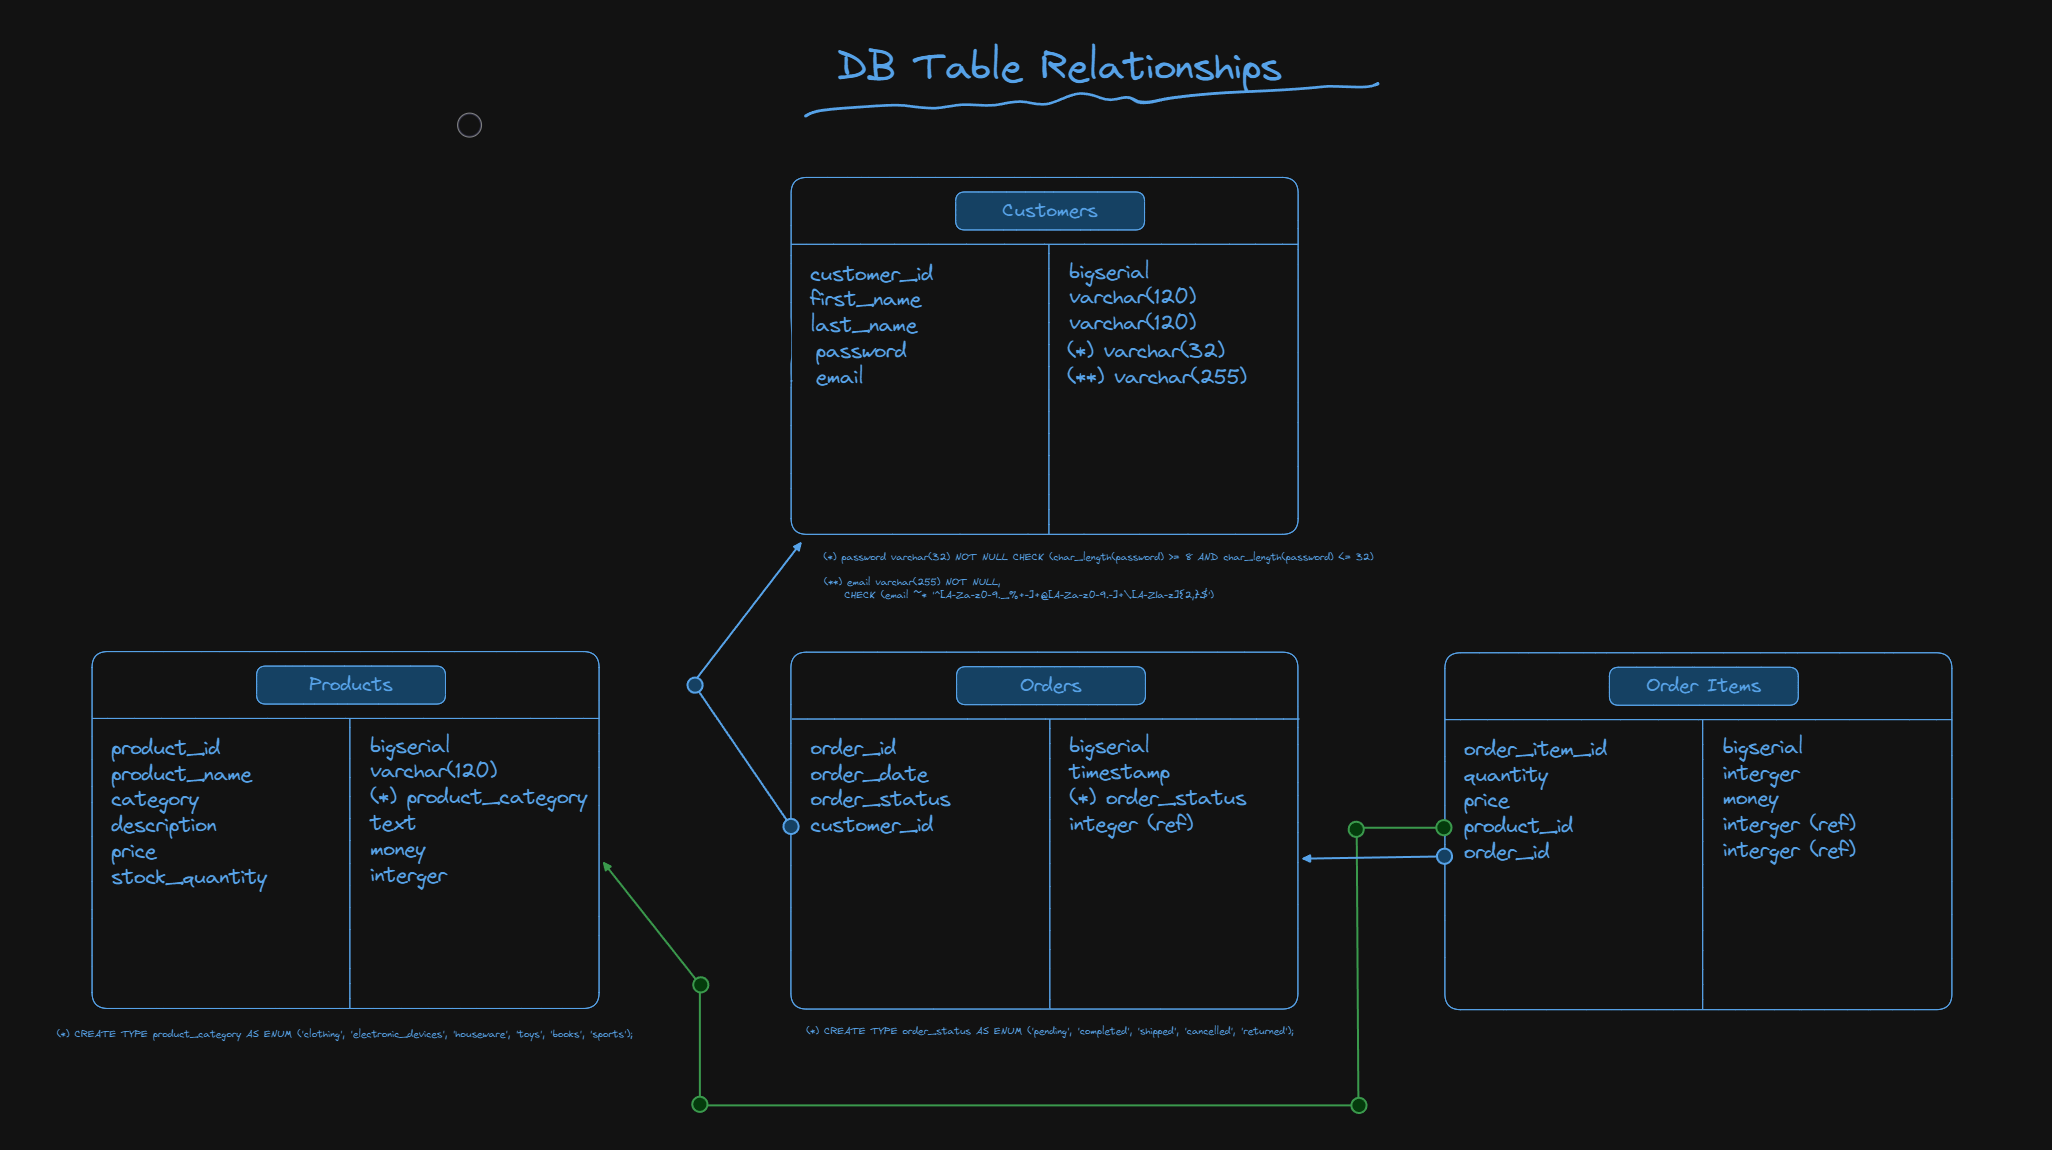 DB Table Relationships
Customers
customer_id bigserial
first_name varchar(120)
last_name varchar(120)
password (*) varchar(32)
email (**) varchar(255)
(*) password varchar(32) NOT NULL CHECK (char_length(password) >= 8 AND char_length(password) <= 32)
(**) email varchar(255) NOT NULL,
CHECK (email ~* '^[A-Za-z0-9._%+-]+@[A-Za-z0-9.-]+\.[A-Z|a-z]{2,}$')
Products
product_id bigserial
product_name varchar(120)
category (*) product_category
description text
price money
stock_quantity interger
(*) CREATE TYPE product_category AS ENUM ('clothing', 'electronic_devices', 'houseware', 'toys', 'books', 'sports');
Orders
order_id bigserial
order_date timestamp
order_status (*) order_status
customer_id integer (ref)
(*) CREATE TYPE order_status AS ENUM ('pending', 'completed', 'shipped', 'cancelled', 'returned');
Order Items
order_item_id bigserial
quantity interger
price money
product_id interger (ref)
order_id interger (ref)